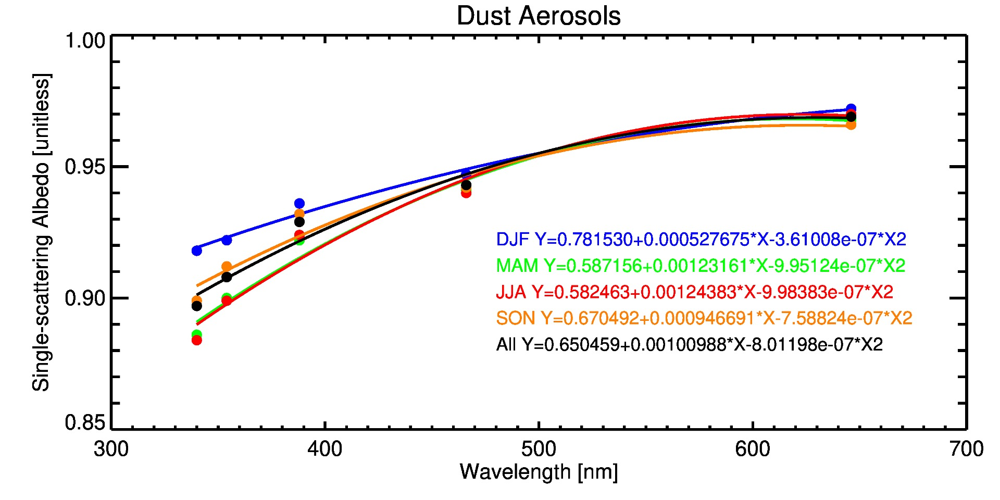 Dust Aerosols
1.00
0.95
0.90
0.85
Single-scattering Albedo [unitless]
DJF Y=0.781530+0.000527675*X-3.61008e-07*X2
MAM Y=0.587156+0.00123161*X-9.95124e-07*X2
JJA Y=0.582463+0.00124383*X-9.98383e-07*X2
SON Y=0.670492+0.000946691*X-7.58824e-07*X2
All Y=0.650459+0.00100988*X-8.01198e-07*X2
300 400 500 600 700
Wavelength [nm]